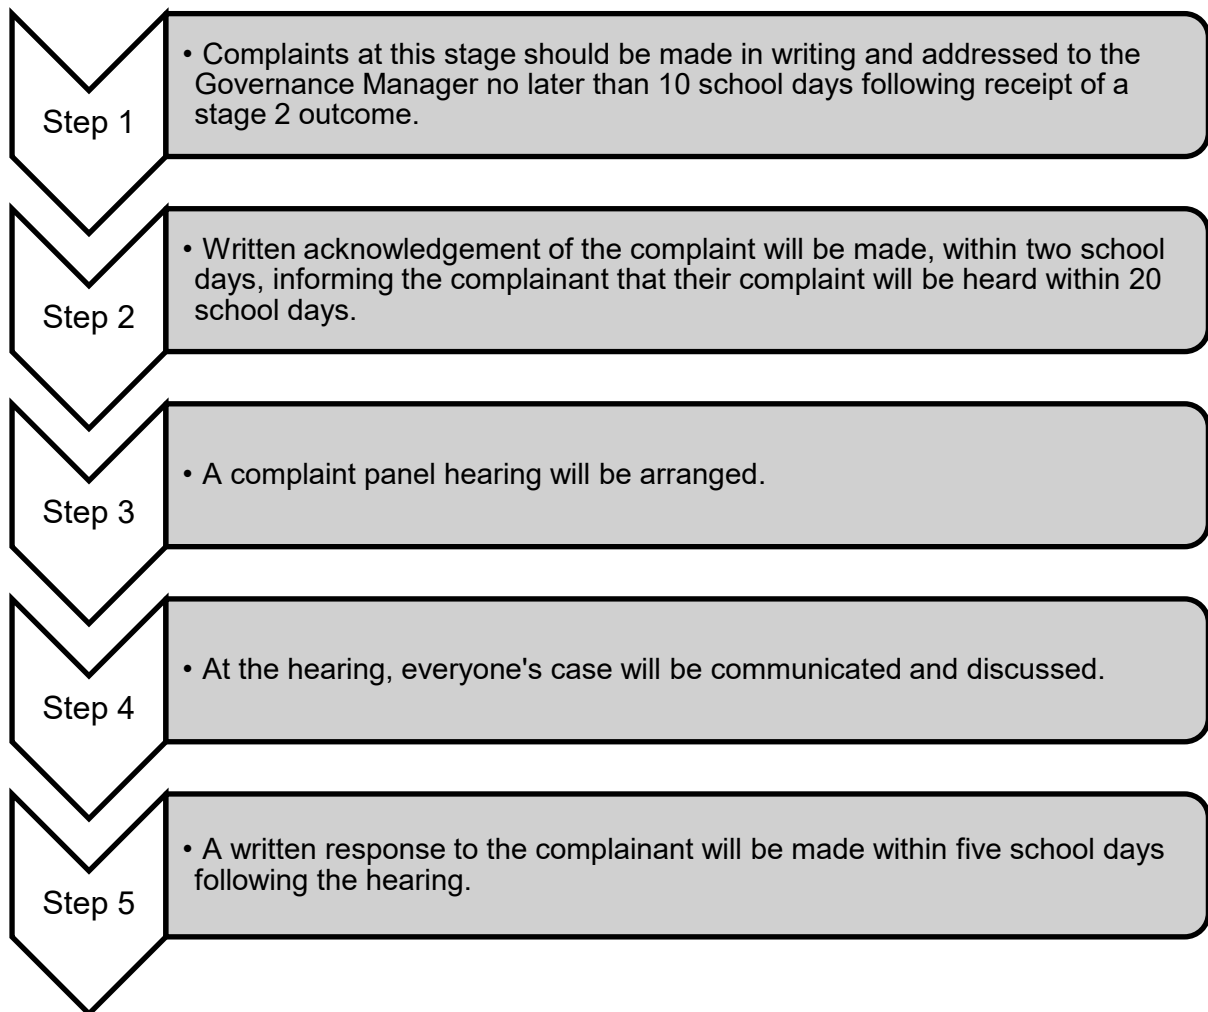 Step 1
• Complaints at this stage should be made in writing and addressed to the
Governance Manager no later than 10 school days following receipt of a
stage 2 outcome.
Step 2
• Written acknowledgement of the complaint will be made, within two school
days, informing the complainant that their complaint will be heard within 20
school days.
Step 3
• A complaint panel hearing will be arranged.
Step 4
• At the hearing, everyone's case will be communicated and discussed.
Step 5
• A written response to the complainant will be made within five school days
following the hearing.